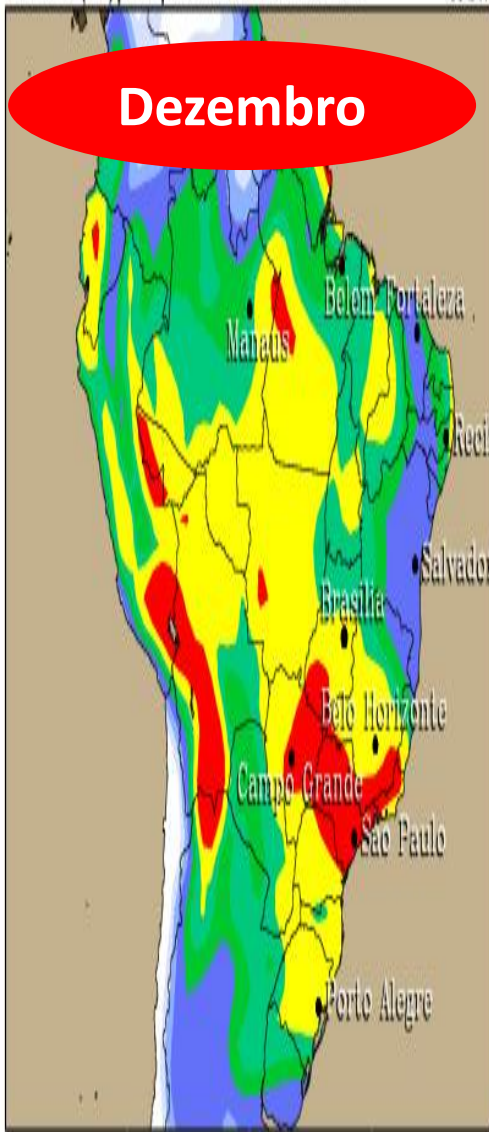 Dezembro
Belem Fortaleza
Manaus
Reci
Salvador
Brasilia
Belo Horizonte
Campo Grande
São Paulo
Porto Alegre